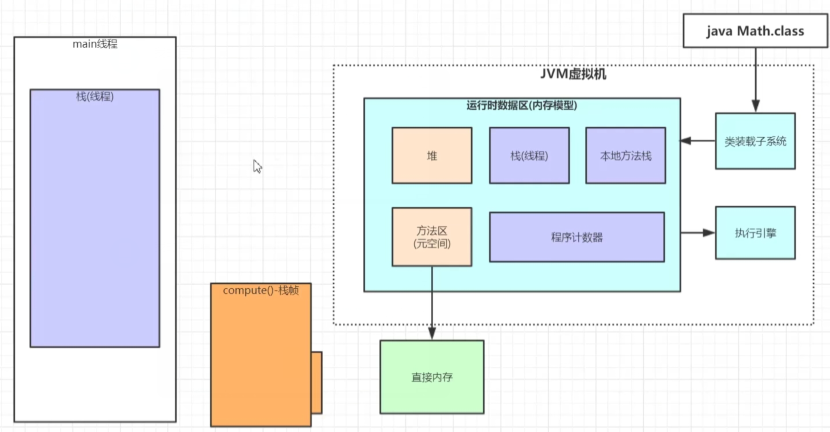 main线程
栈(线程)
java Math.class
JVM虚拟机
运行时数据区(内存模型)
堆
栈(线程)
本地方法栈
类装载子系统
方法区
(元空间)
程序计数器
执行引擎
compute()-栈帧
直接内存